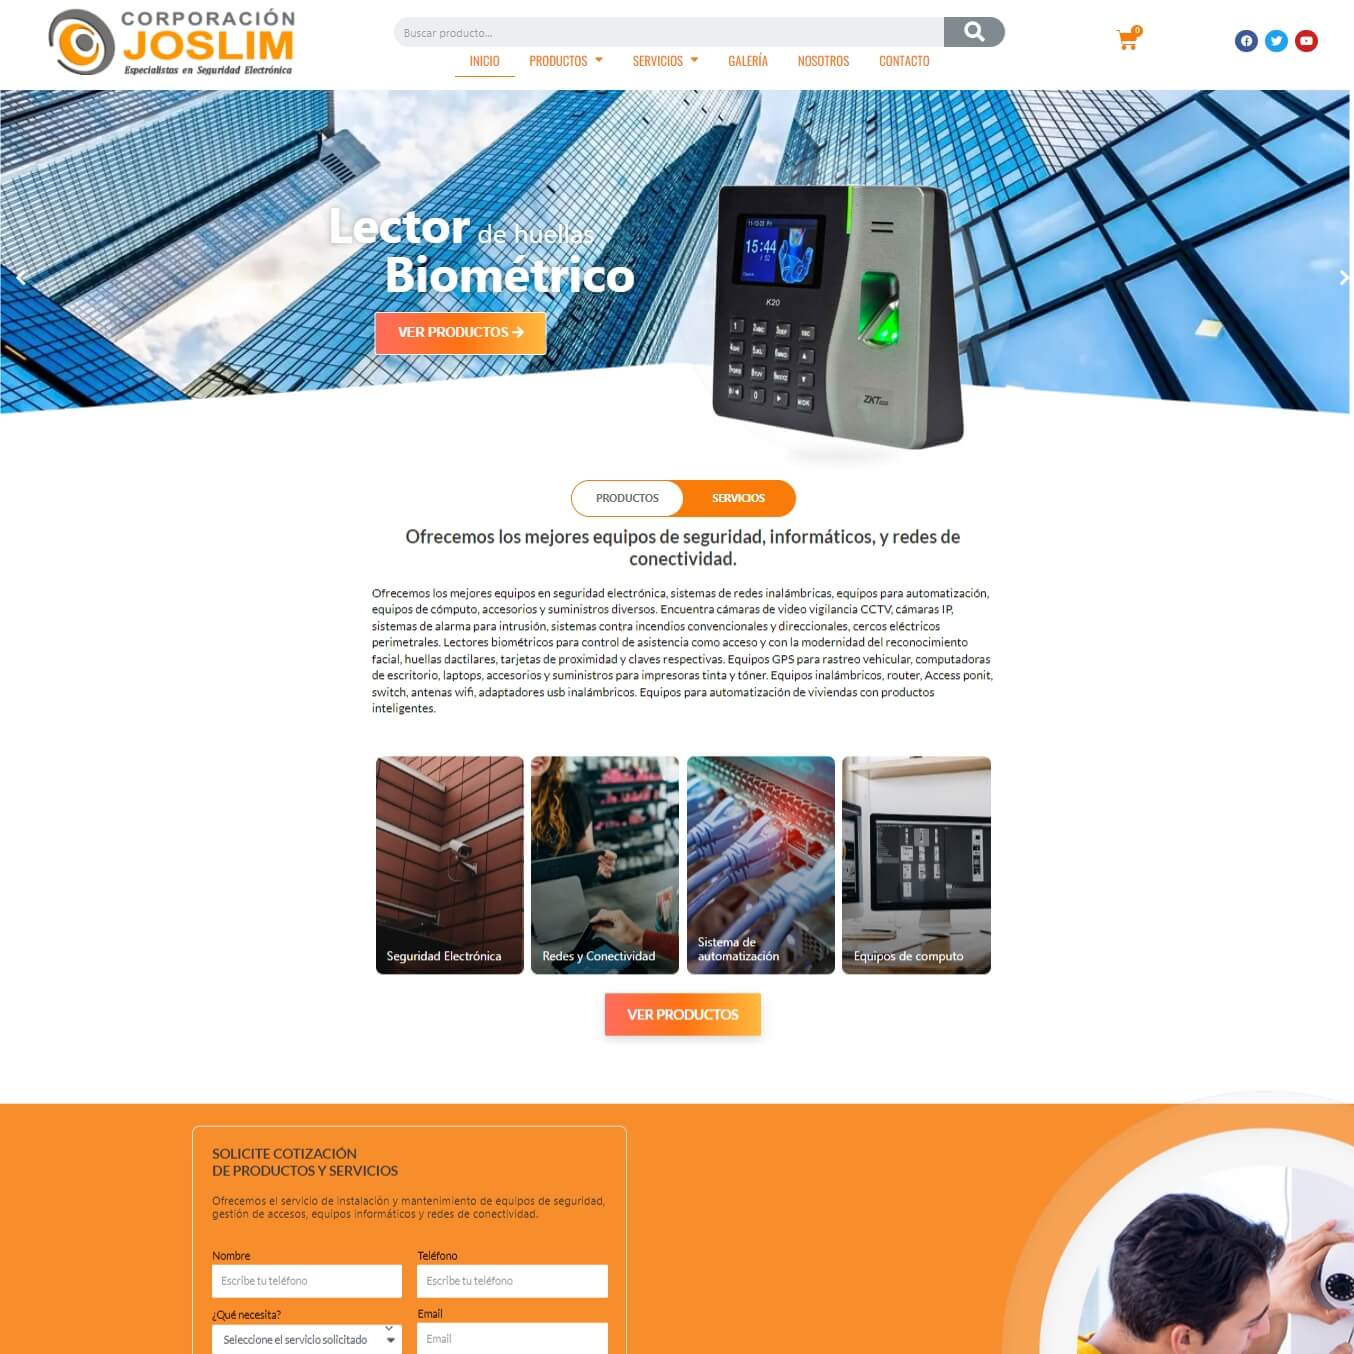 CORPORACIÓN
JOSLIM
Especialistas en Seguridad Electrónica
Buscar producto...
0
INICIO PRODUCTOS SERVICIOS GALERÍA NOSOTROS CONTACTO
Lector de huellas
Biométrico
VER PRODUCTOS
15:44
K20
ZKTeco
PRODUCTOS SERVICIOS
Ofrecemos los mejores equipos de seguridad, informáticos, y redes de
conectividad.
Ofrecemos los mejores equipos en seguridad electrónica, sistemas de redes inalámbricas, equipos para automatización,
equipos de cómputo, accesorios y suministros diversos. Encuentra cámaras de video vigilancia CCTV, cámaras IP,
sistemas de alarma para intrusión, sistemas contra incendios convencionales y direccionales, cercos eléctricos
perimetrales. Lectores biométricos para control de asistencia como acceso y con la modernidad del reconocimiento
facial, huellas dactilares, tarjetas de proximidad y claves respectivas. Equipos GPS para rastreo vehicular, computadoras
de escritorio, laptops, accesorios y suministros para impresoras tinta y tóner. Equipos inalámbricos, router, Access ponit,
switch, antenas wifi, adaptadores usb inalámbricos. Equipos para automatización de viviendas con productos
inteligentes.
Seguridad Electrónica
Redes y Conectividad
Sistema de
automatización
Equipos de computo
VER PRODUCTOS
SOLICITE COTIZACIÓN
DE PRODUCTOS Y SERVICIOS
Ofrecemos el servicio de instalación y mantenimiento de equipos de seguridad,
gestión de accesos, equipos informáticos y redes de conectividad.
Nombre Teléfono
Escribe tu teléfono Escribe tu teléfono
¿Qué necesita? Email
Seleccione el servicio solicitado Email